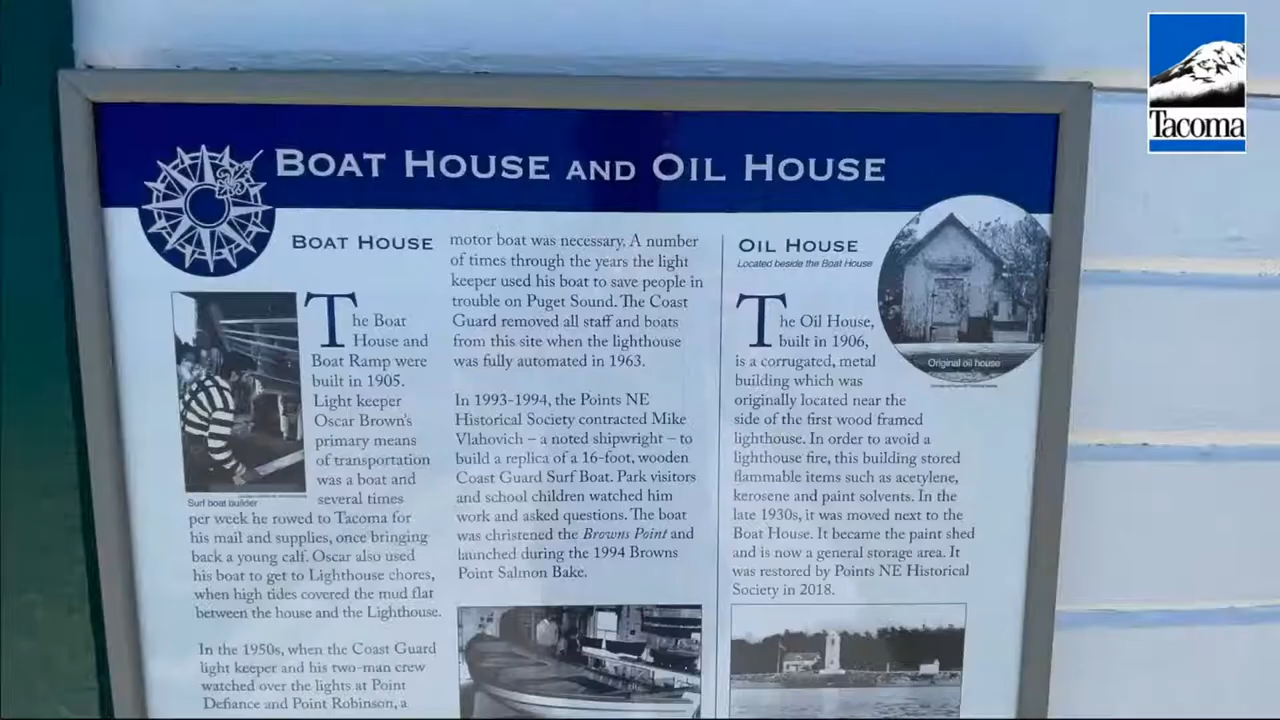 Tacoma
BOAT HOUSE AND OIL HOUSE
BOAT HOUSE
The Boat
House and
Boat Ramp were
built in 1905.
Light keeper
Oscar Brown's
primary means
of transportation
was a boat and
several times
Surf boat builder
per week he rowed to Tacoma for
his mail and supplies, once bringing
back a young calf. Oscar also used
his boat to get to Lighthouse chores,
when high tides covered the mud flat
between the house and the Lighthouse.
In the 1950s, when the Coast Guard
light keeper and his two-man crew
watched over the lights at Point
Defiance and Point Robinson, a
motor boat was necessary. A number
of times through the years the light
keeper used his boat to save people in
trouble on Puget Sound. The Coast
Guard removed all staff and boats
from this site when the lighthouse
was fully automated in 1963.
In 1993-1994, the Points NE
Historical Society contracted Mike
Vlahovich – a noted shipwright – to
build a replica of a 16-foot, wooden
Coast Guard Surf Boat. Park visitors
and school children watched him
work and asked questions. The boat
was christened the Browns Point and
launched during the 1994 Browns
Point Salmon Bake.
OIL HOUSE
Located beside the Boat House
The Oil House,
built in 1906,
is a corrugated, metal
building which was
originally located near the
side of the first wood framed
lighthouse. In order to avoid a
lighthouse fire, this building stored
flammable items such as acetylene,
kerosene and paint solvents. In the
late 1930s, it was moved next to the
Boat House. It became the paint shed
and is now a general storage area. It
was restored by Points NE Historical
Society in 2018.
Original oil house